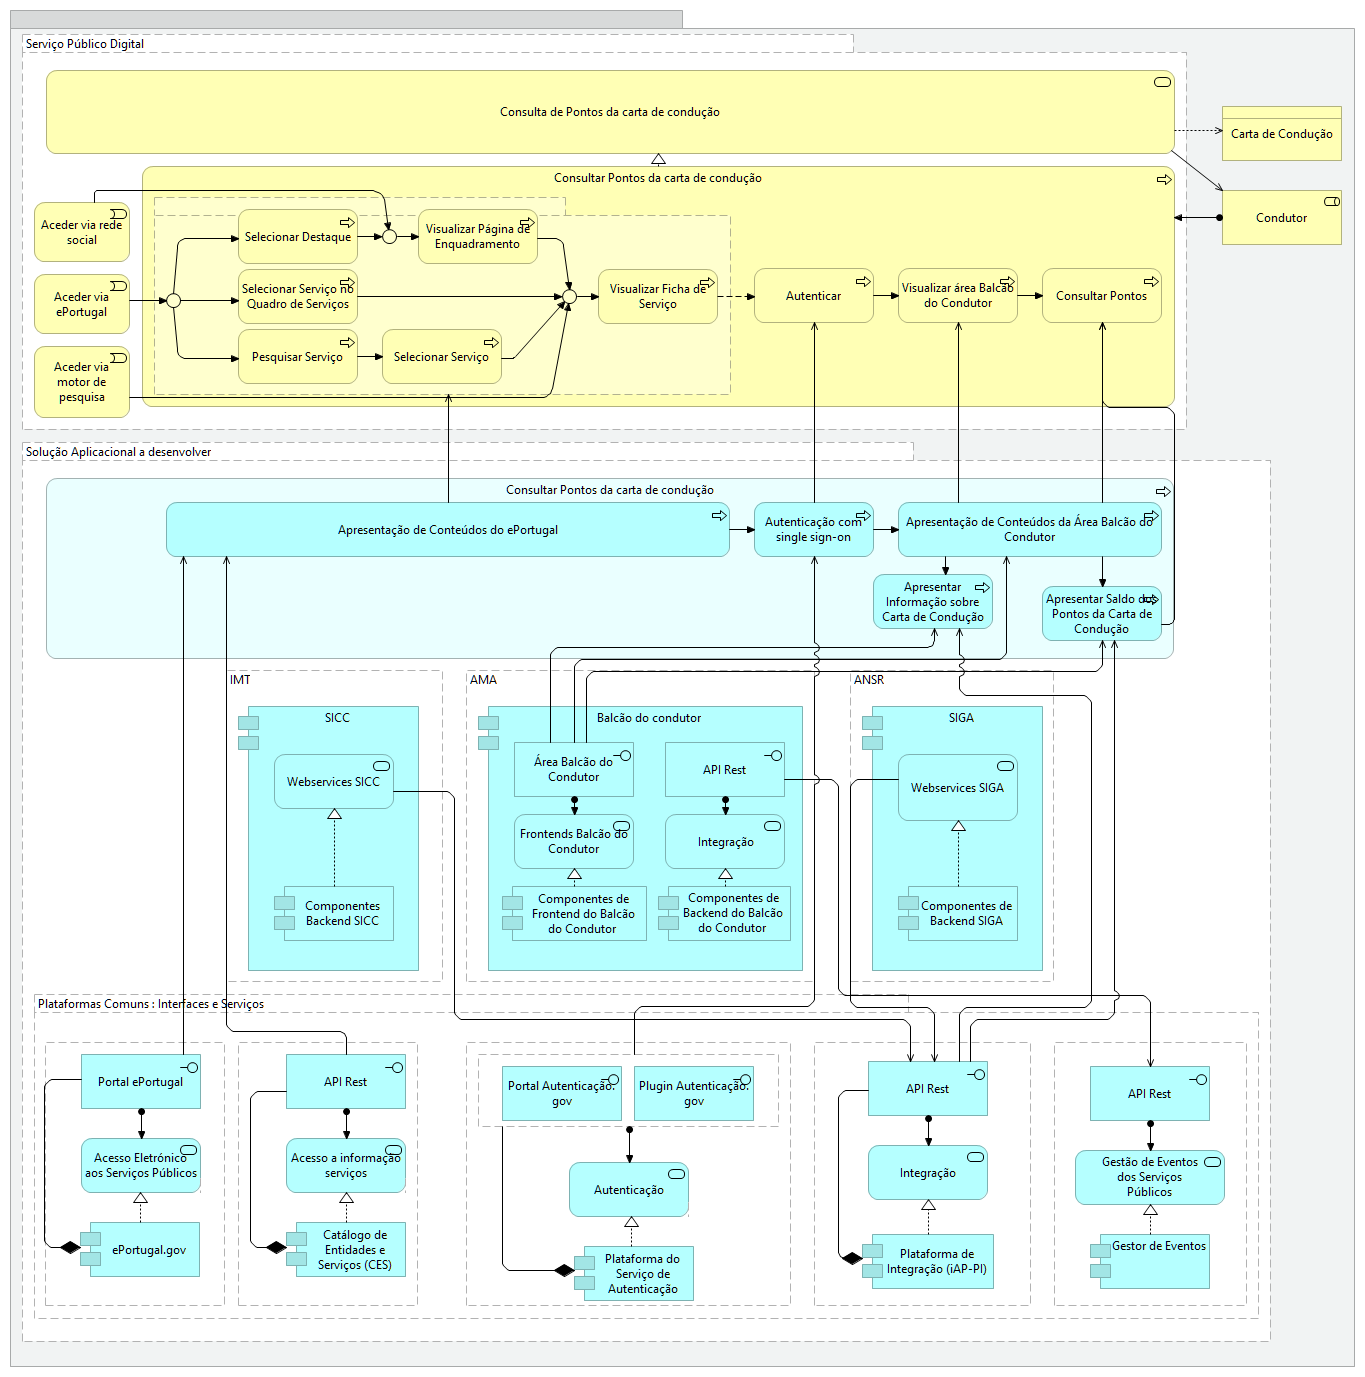 Serviço Público Digital
Consulta de Pontos da carta de condução
Carta de Condução
Condutor
Consultar Pontos da carta de condução
Aceder via rede
social
Aceder via
ePortugal
Aceder via
motor de
pesquisa
Selecionar Destaque
Visualizar Página de
Enquadramento
Selecionar Serviço no
Quadro de Serviços
Pesquisar Serviço
Selecionar Serviço
Visualizar Ficha de
Serviço
Autenticar
Visualizar área Balcão
do Condutor
Consultar Pontos
Solução Aplicacional a desenvolver
Consultar Pontos da carta de condução
Apresentação de Conteúdos do ePortugal
Autenticação com
single sign-on
Apresentação de Conteúdos da Área Balcão do
Condutor
Apresentar
Informação sobre
Carta de Condução
Apresentar Saldo dos
Pontos da Carta de
Condução
IMT
SICC
Webservices SICC
Componentes
Backend SICC
AMA
Balcão do condutor
Área Balcão do
Condutor
API Rest
Frontends Balcão do
Condutor
Integração
Componentes de
Frontend do Balcão
do Condutor
Componentes de
Backend do Balcão
do Condutor
ANSR
SIGA
Webservices SIGA
Componentes de
Backend SIGA
Plataformas Comuns : Interfaces e Serviços
Portal ePortugal
Acesso Eletrónico
aos Serviços Públicos
ePortugal.gov
API Rest
Acesso a informação
serviços
Catálogo de
Entidades e
Serviços (CES)
Portal Autenticação.
gov
Plugin Autenticação.
gov
Autenticação
Plataforma do
Serviço de
Autenticação
API Rest
Integração
Plataforma de
Integração (iAP-PI)
API Rest
Gestão de Eventos
dos Serviços
Públicos
Gestor de Eventos